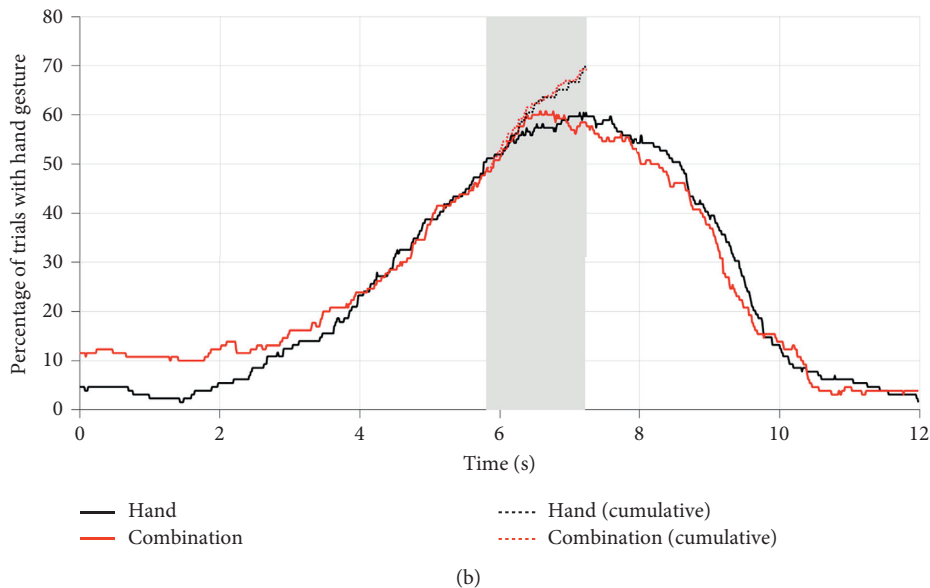 80
70
60
50
40
30
20
10
0
Percentage of trials with hand gesture
0 2 4 6 8 10 12
Time (s)
Hand Hand (cumulative)
Combination Combination (cumulative)
(b)